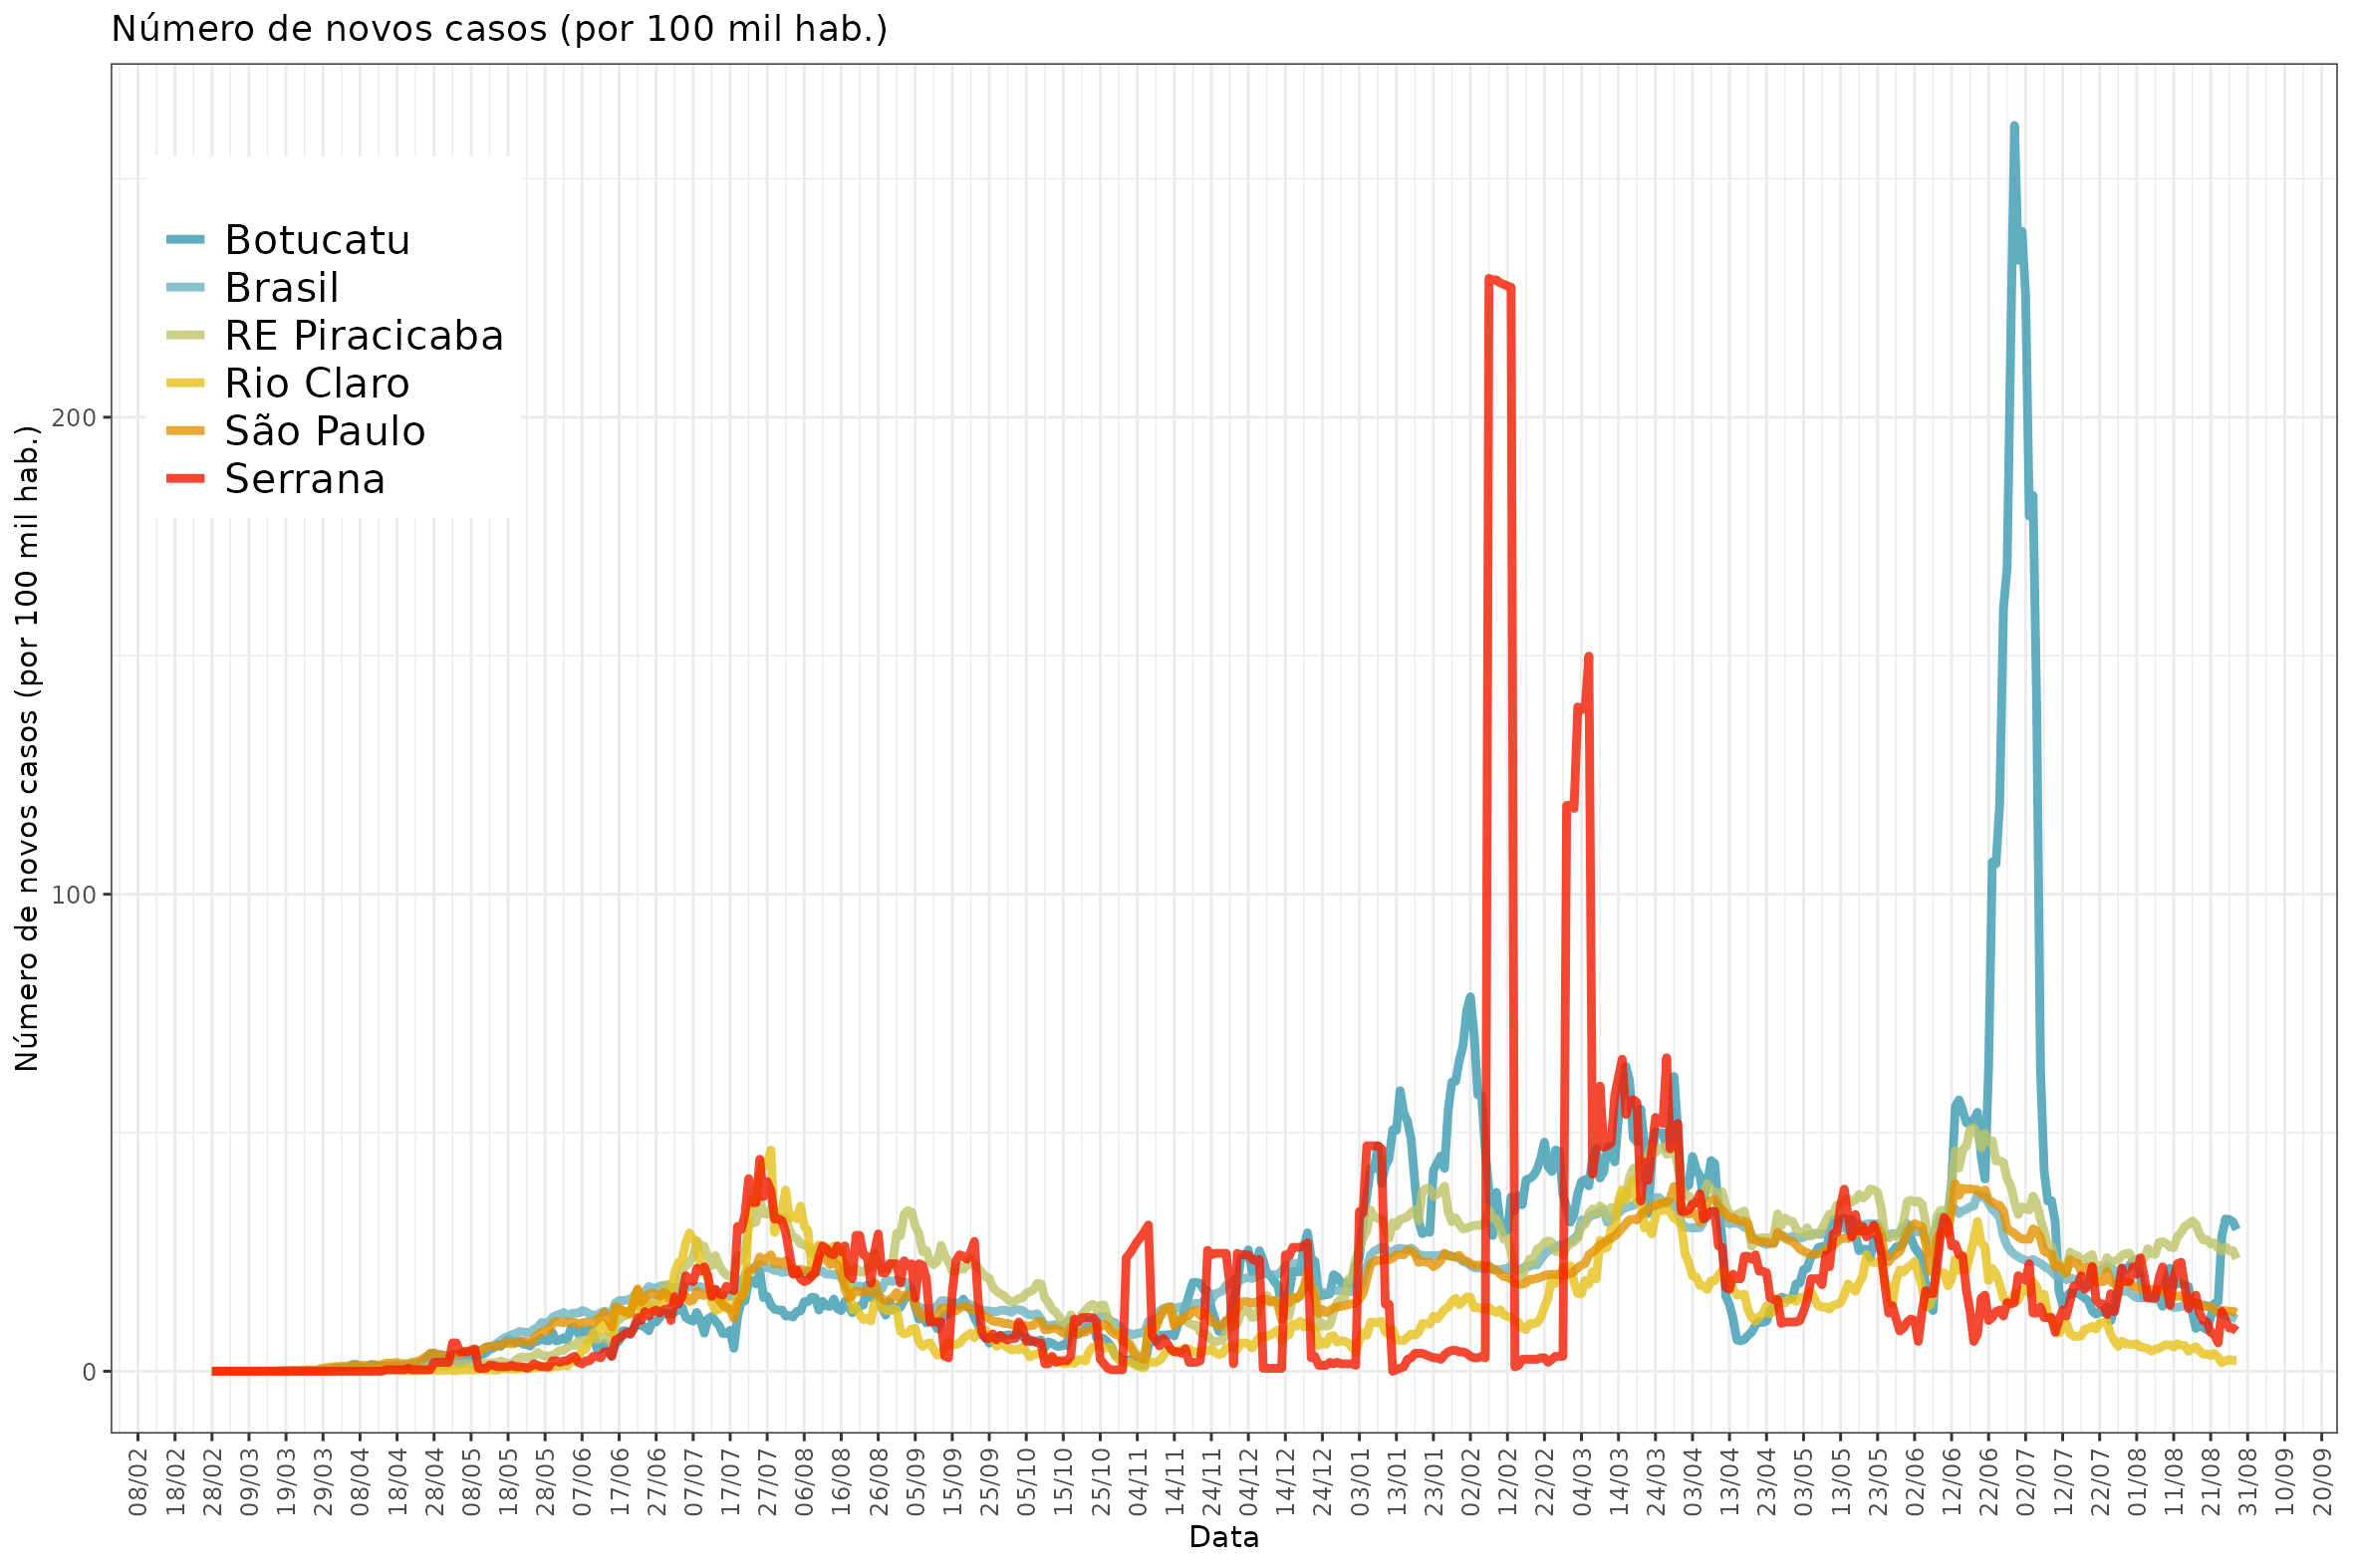 Número de novos casos (por 100 mil hab.)
Botucatu
Brasil
RE Piracicaba
Rio Claro
São Paulo
Serrana
Número de novos casos (por 100 mil hab.)
200
100
0
08/02 18/02 28/02 09/03 19/03 29/03 08/04 18/04 28/04 08/05 18/05 28/05 07/06 17/06 27/06 07/07 17/07 27/07 06/08 16/08 26/08 05/09 15/09 25/09 05/10 15/10 25/10 04/11 14/11 24/11 04/12 14/12 24/12 03/01 13/01 23/01 02/02 12/02 22/02 04/03 14/03 24/03 03/04 13/04 23/04 03/05 13/05 23/05 02/06 12/06 22/06 02/07 12/07 22/07 01/08 11/08 21/08 31/08 10/09 20/09
Data